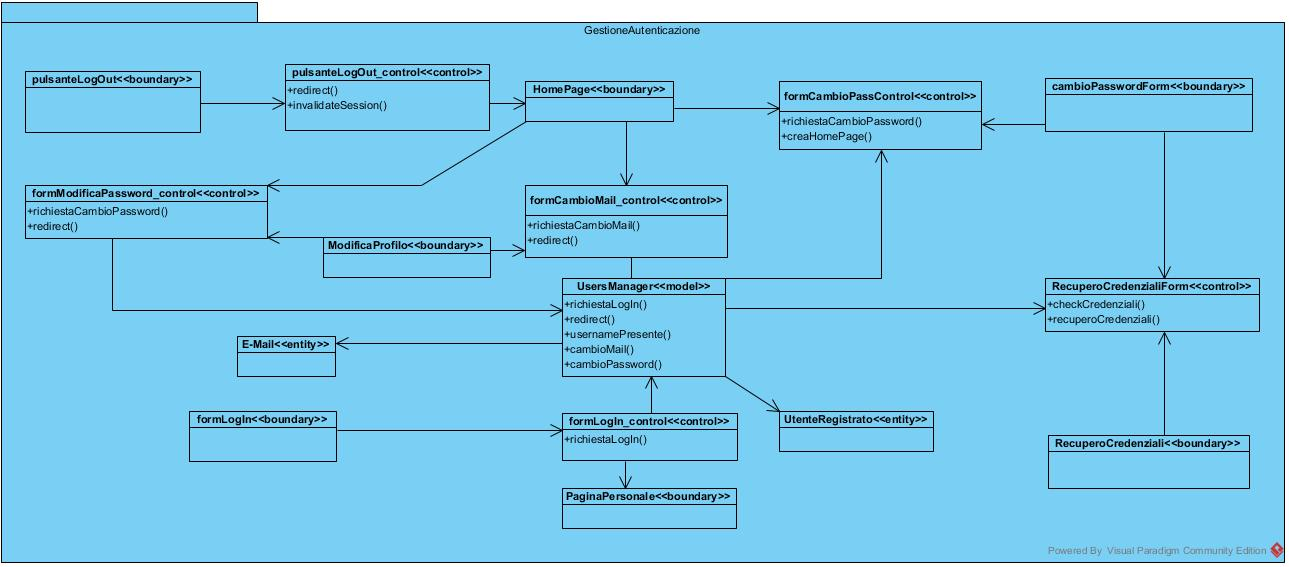 GestioneAutenticazione
pulsanteLogOut<<boundary>>
pulsanteLogOut_control<<control>>
+redirect()
+invalidateSession()
HomePage<<boundary>>
formCambioPassControl<<control>>
+richiestaCambioPassword()
+creaHomePage()
cambioPasswordForm<<boundary>>
formModificaPassword_control<<control>>
+richiestaCambioPassword()
+redirect()
formCambioMail_control<<control>>
+richiestaCambioMail()
+redirect()
ModificaProfilo<<boundary>>
UsersManager<<model>>
+richiestaLogIn()
+redirect()
+usernamePresente()
+cambioMail()
+cambioPassword()
RecuperoCredenzialiForm<<control>>
+checkCredenziali()
+recuperoCredenziali()
E-Mail<<entity>>
formLogIn<<boundary>>
formLogIn_control<<control>>
+richiestaLogIn()
UtenteRegistrato<<entity>>
RecuperoCredenziali<<boundary>>
PaginaPersonale<<boundary>>
Powered By Visual Paradigm Community Edition